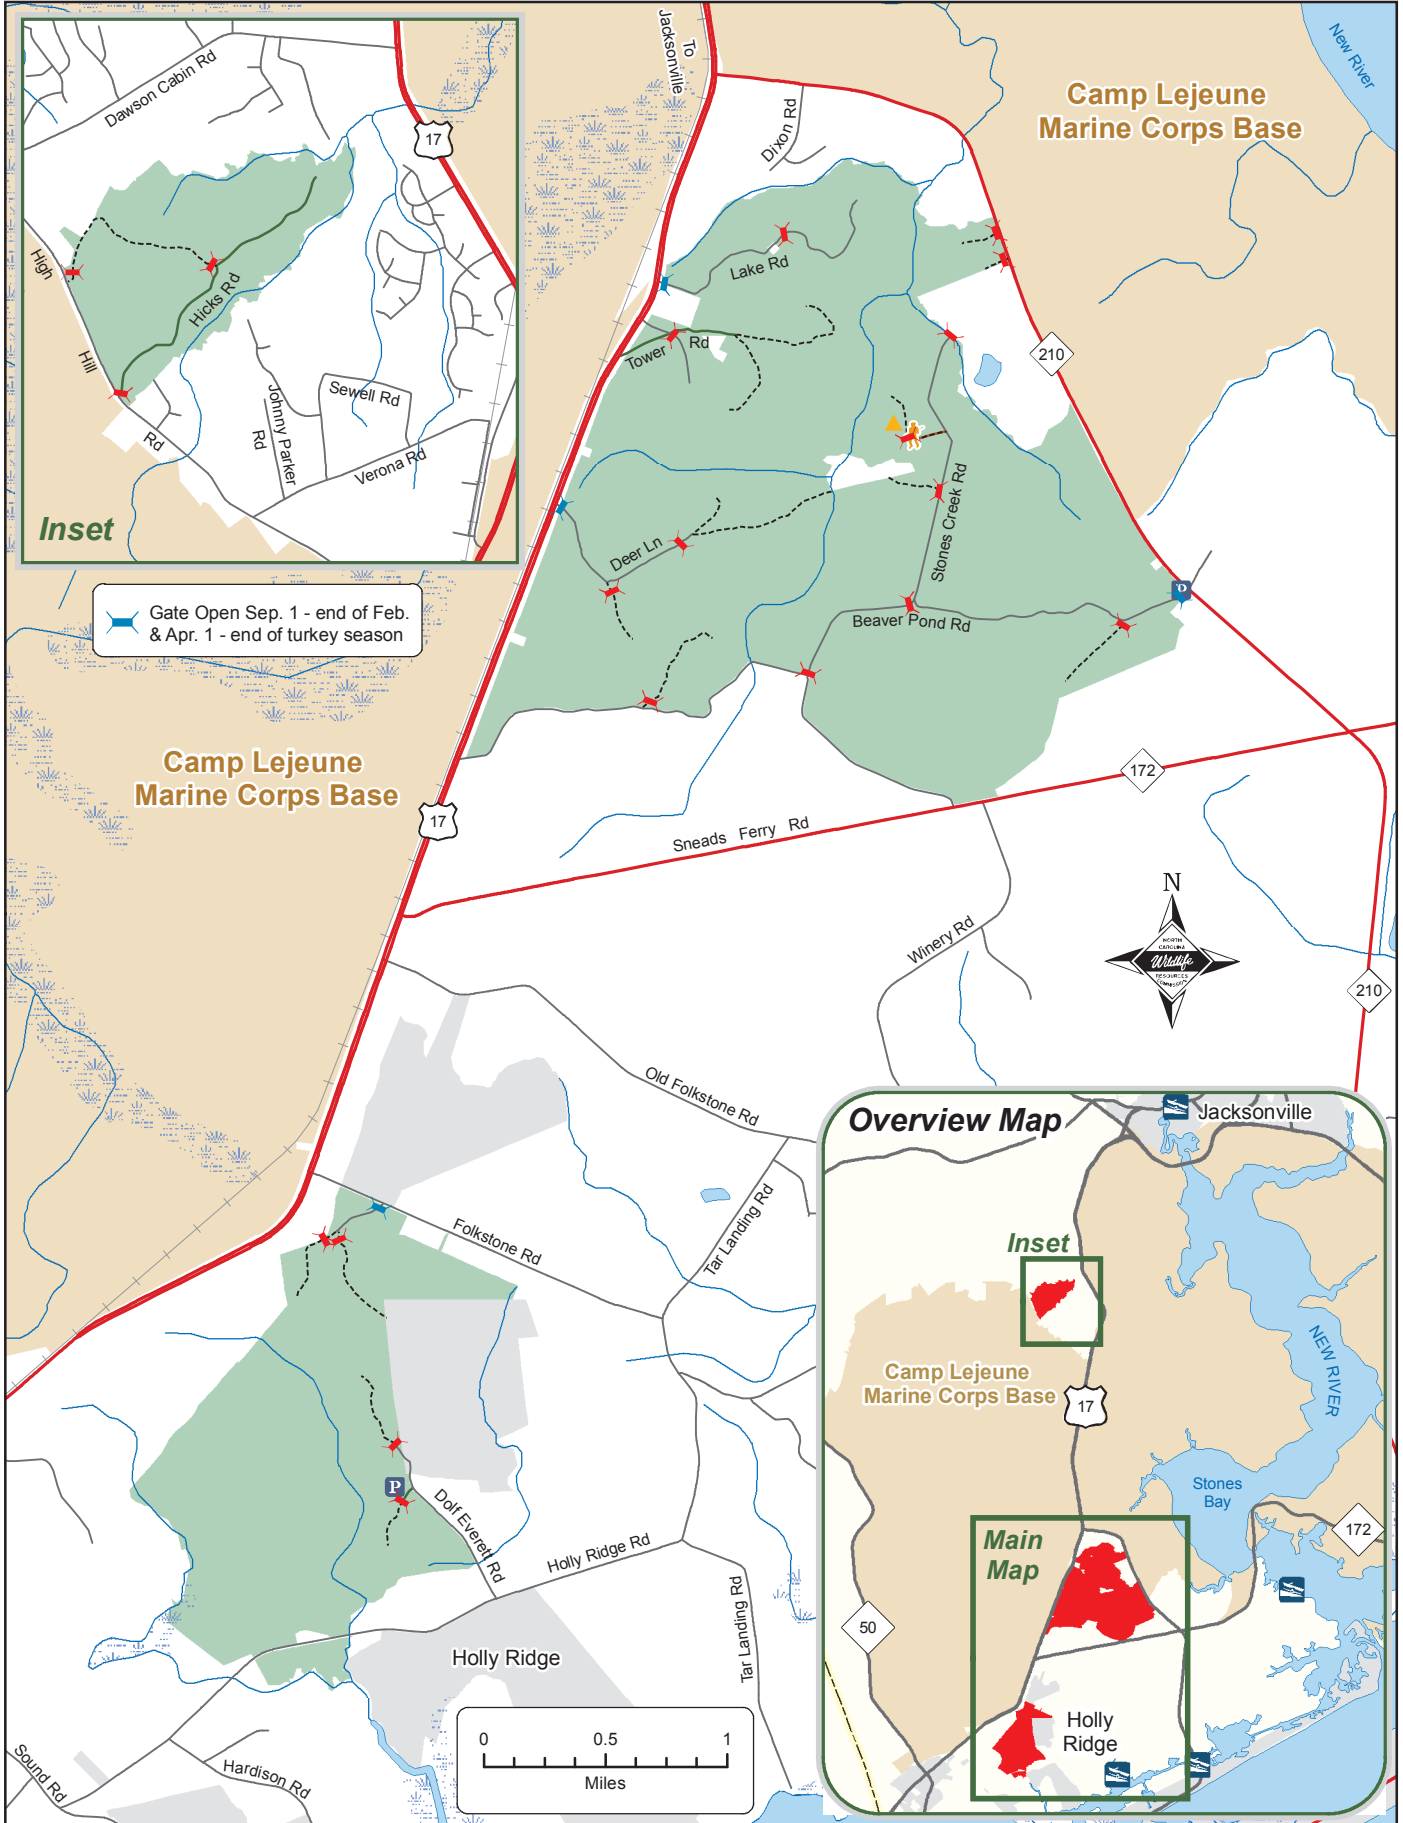 To
Jacksonville
New River
Camp Lejeune
Marine Corps Base
Dawson Cabin Rd
17
High
Hill
Rd
Hicks Rd
Johnny Parker
Rd
Sewell Rd
Verona Rd
Inset
Dixon Rd
Lake Rd
Tower Rd
210
Stones Creek Rd
Deer Ln
Beaver Pond Rd
P
Gate Open Sep. 1 - end of Feb.
& Apr. 1 - end of turkey season
Camp Lejeune
Marine Corps Base
17
172
Sneads Ferry Rd
Winery Rd
N
NORTH
CAROLINA
Wildlife
RESOURCES
COMMISSION
210
Old Folkstone Rd
Folkstone Rd
Tar Landing Rd
P
Dolf Everett Rd
Holly Ridge Rd
Tar Landing Rd
Holly Ridge
Sound Rd
Hardison Rd
0 0.5 1
Miles
Overview Map
Jacksonville
Inset
Camp Lejeune
Marine Corps Base
17
NEW RIVER
Stones
Bay
172
Main
Map
50
Holly
Ridge